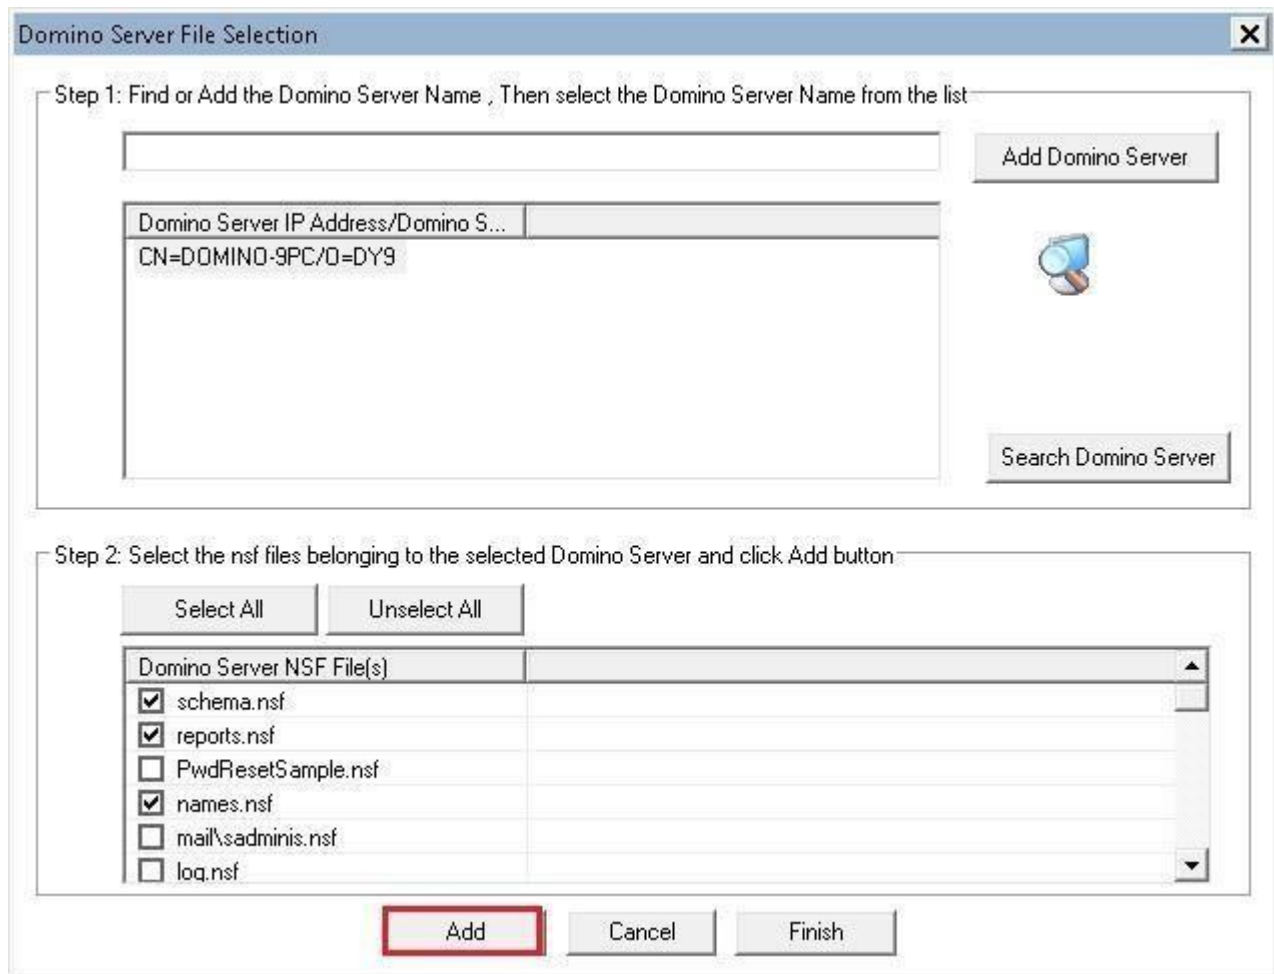 Domino Server File Selection
Step 1: Find or Add the Domino Server Name , Then select the Domino Server Name from the list
Add Domino Server
Domino Server IP Address/Domino S...
CN=DOMINO-9PC/O=DY9
Search Domino Server
Step 2: Select the nsf files belonging to the selected Domino Server and click Add button
Select All Unselect All
Domino Server NSF File(s)
schema.nsf
reports.nsf
PwdResetSample.nsf
names.nsf
mail\sadminis.nsf
log.nsf
Add Cancel Finish